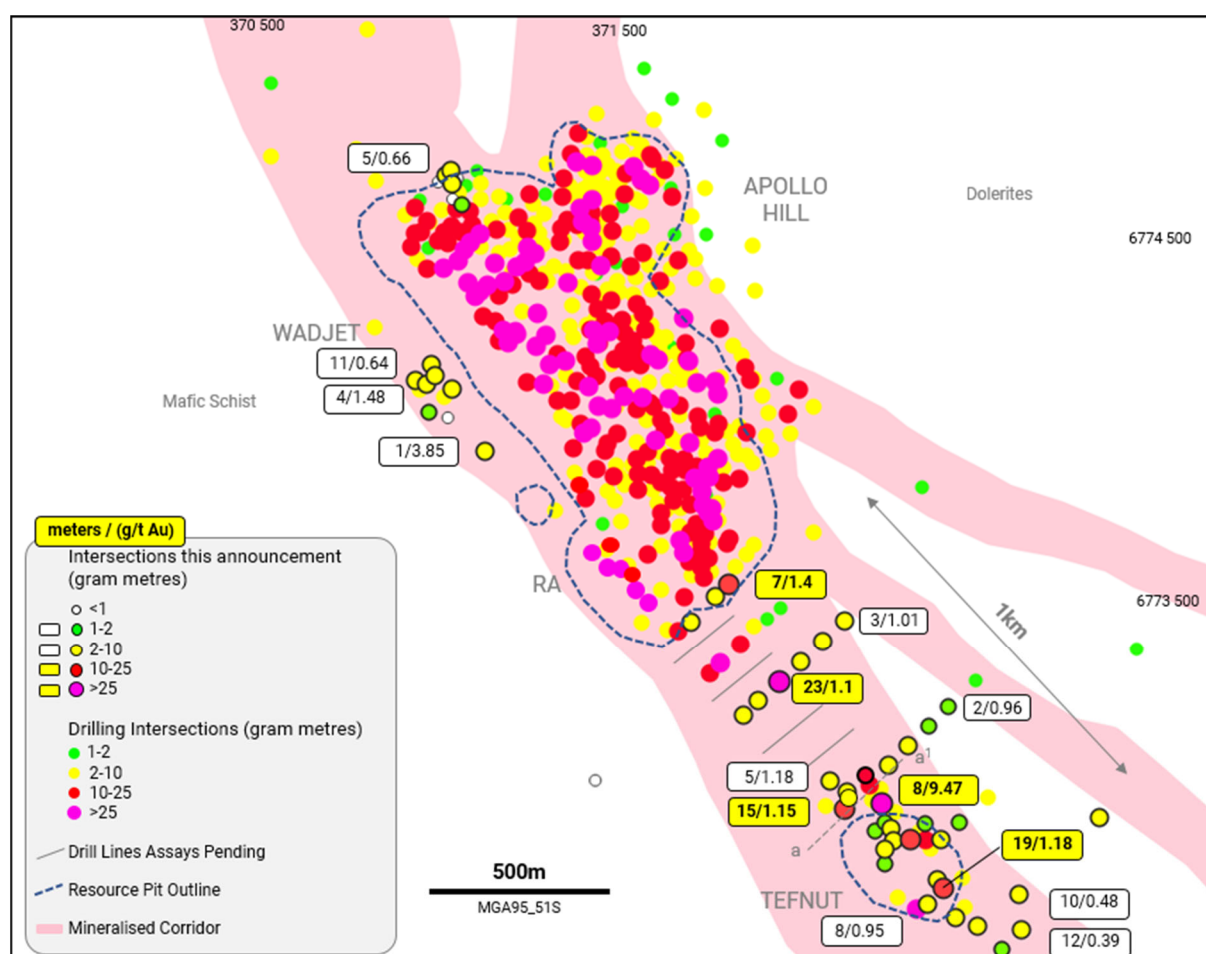 370 500
371 500
5/0.66
APOLLO
HILL
Dolerites
6774 500
WADJET
11/0.64
Mafic Schist
4/1.48
1/3.85
meters / (g/t Au)
Intersections this announcement
(gram metres)
<1
1-2
2-10
10-25
>25
Drilling Intersections (gram metres)
1-2
2-10
10-25
>25
Drill Lines Assays Pending
Resource Pit Outline
Mineralised Corridor
RA
7/1.4
6773 500
3/1.01
1km
23/1.1
2/0.96
a1
5/1.18
8/9.47
15/1.15
a
19/1.18
500m
MGA95_51S
TEFNUT
10/0.48
8/0.95
12/0.39